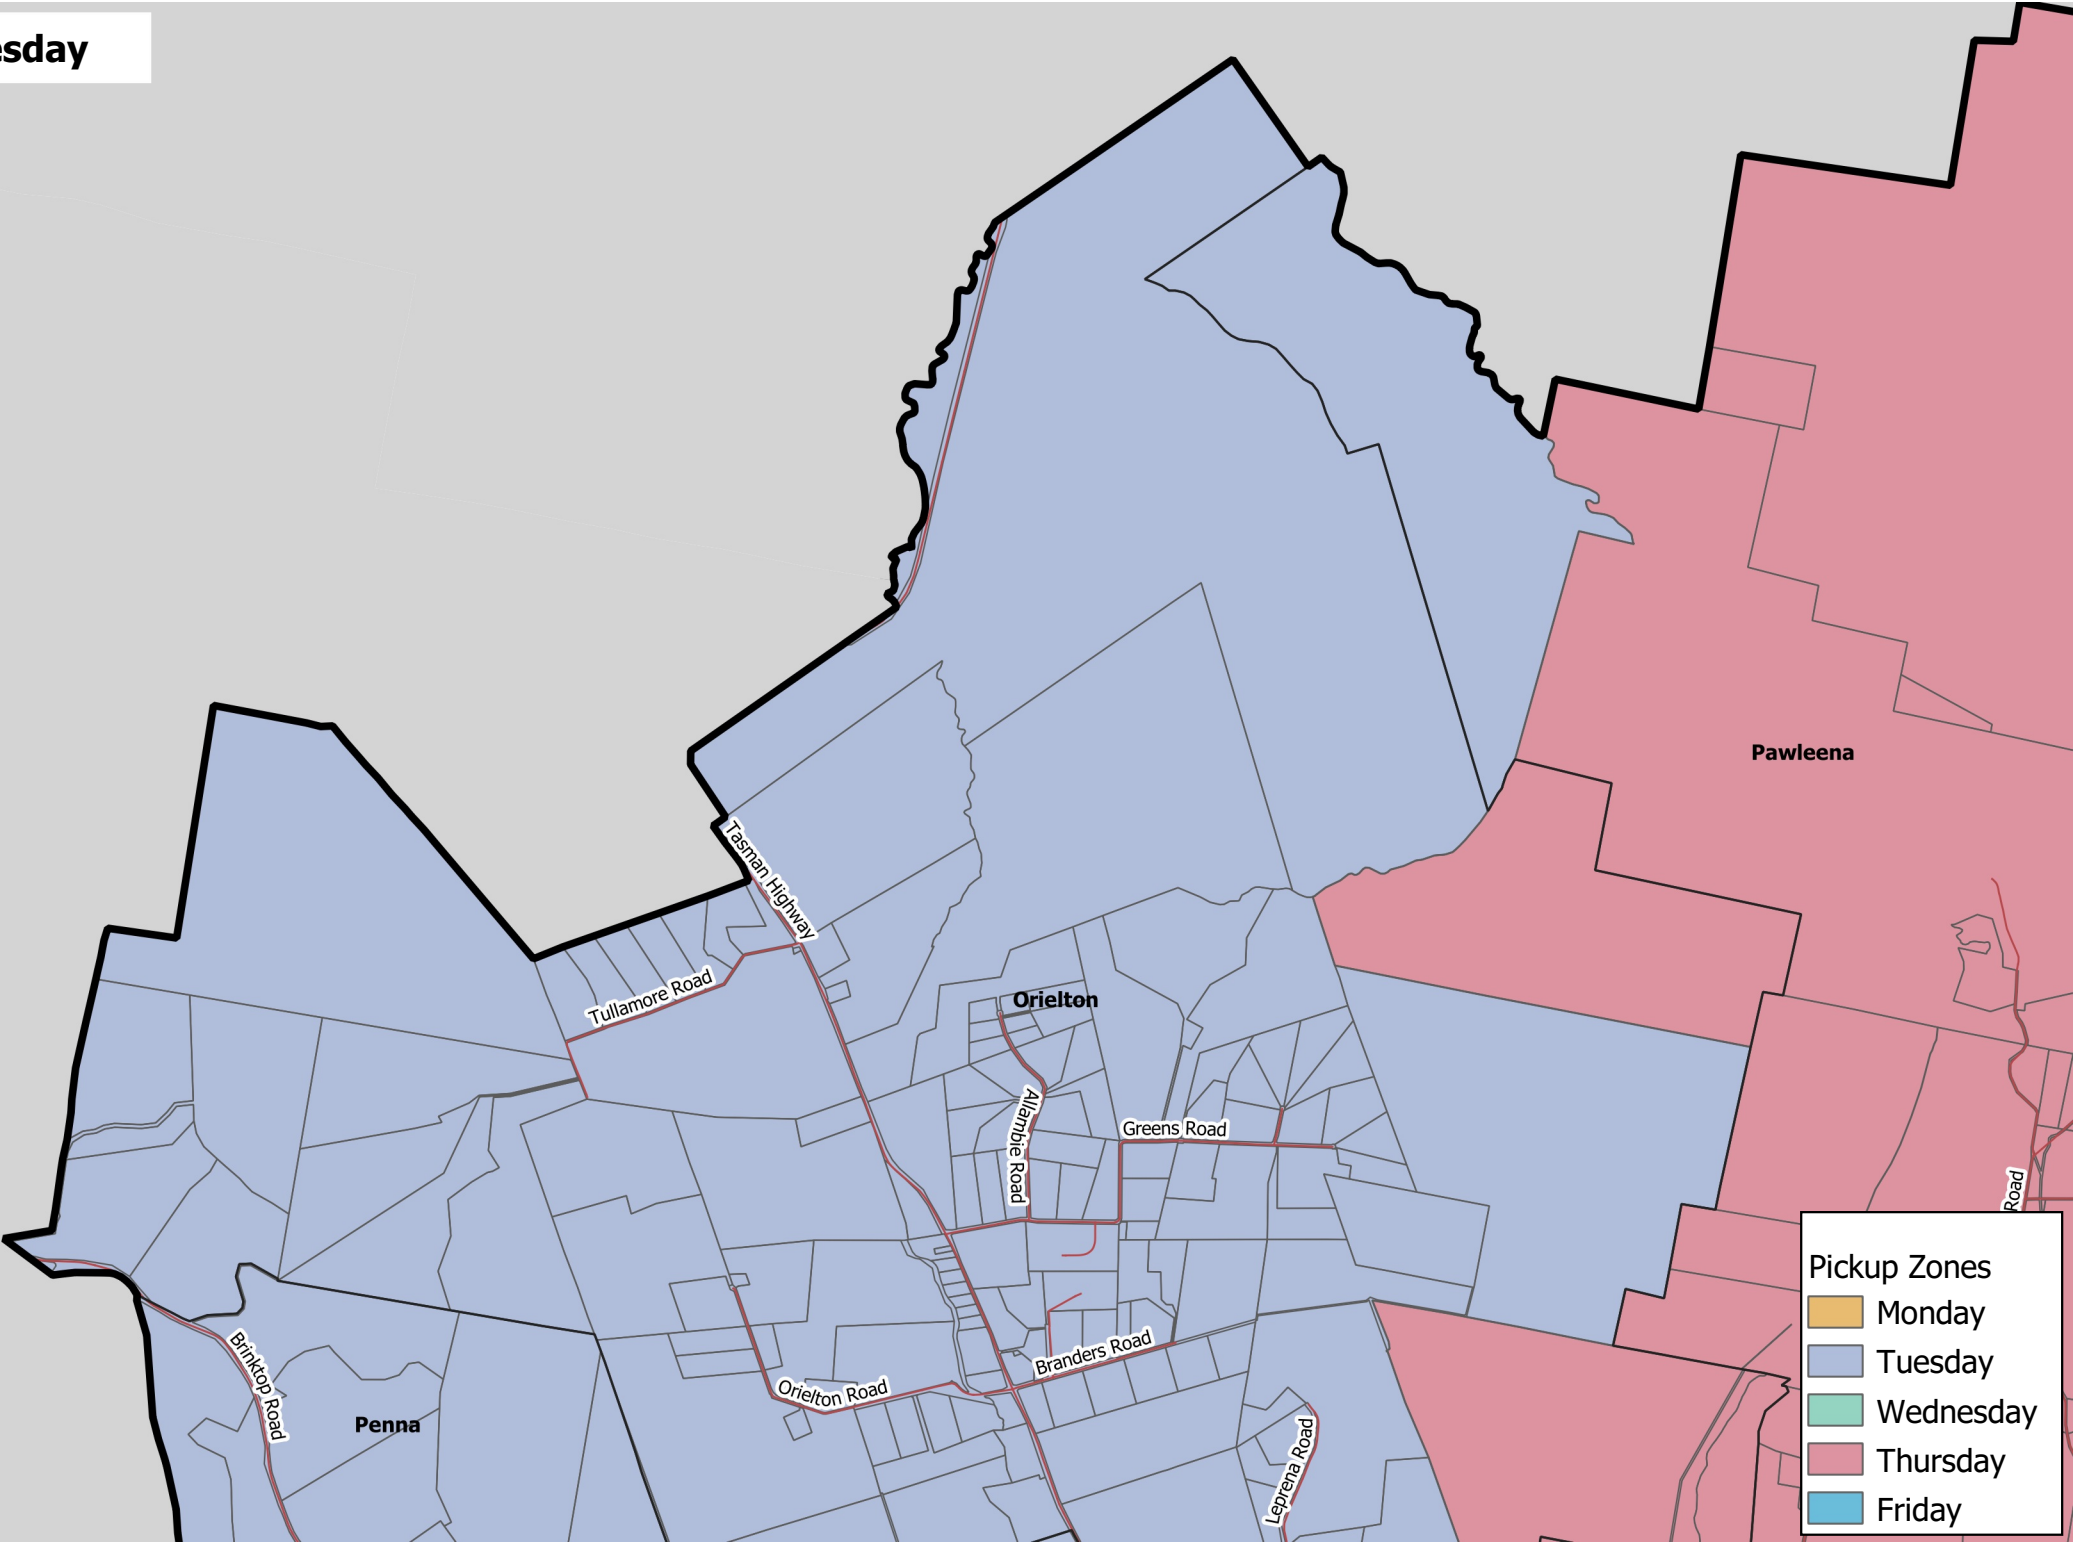 esday
Tasman Highway
Pawleena
Tullamore Road
Orielton
Allambie Road
Greens Road
Road
Brinktop Road
Penna
Orielton Road
Branders Road
Leprena Road
Pickup Zones
Monday
Tuesday
Wednesday
Thursday
Friday